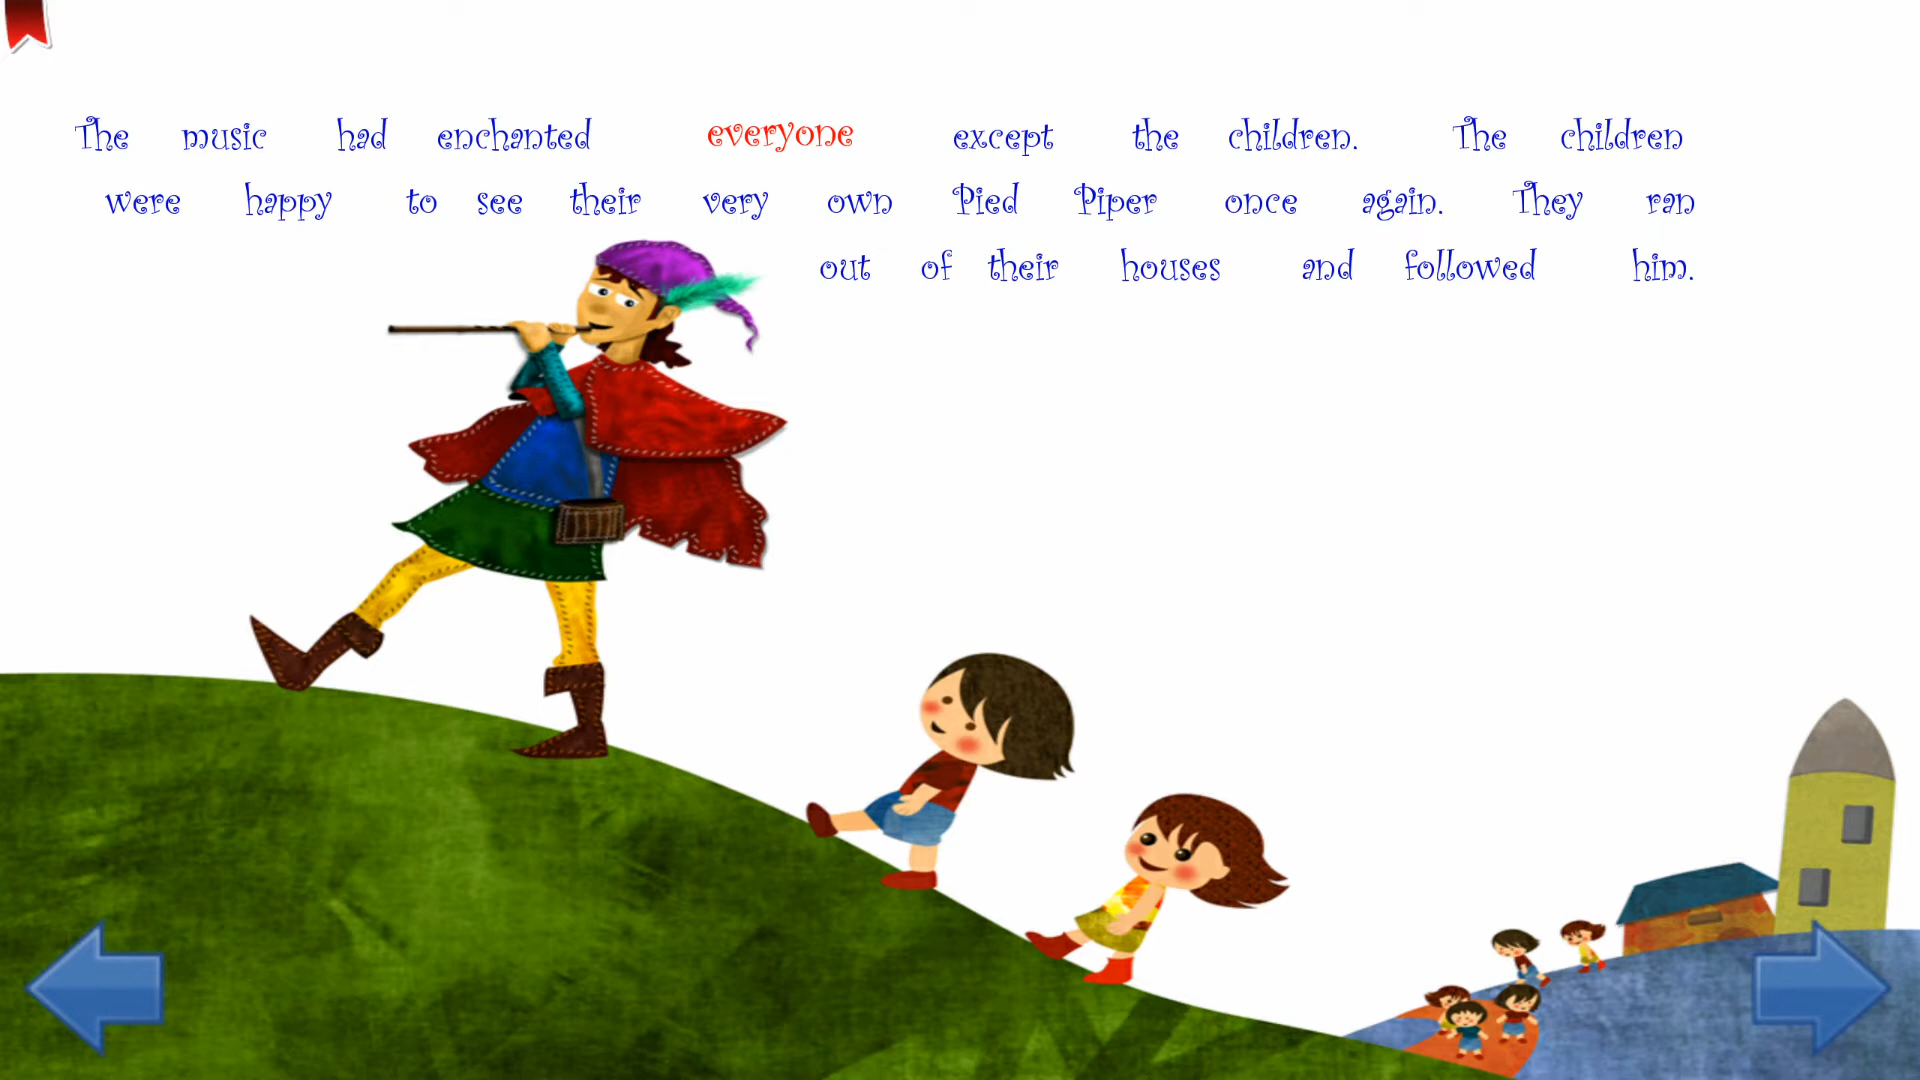 The music had enchanted everyone except the children. The children
were happy to see their very own Pied Piper once again. They ran
out of their houses and followed him.